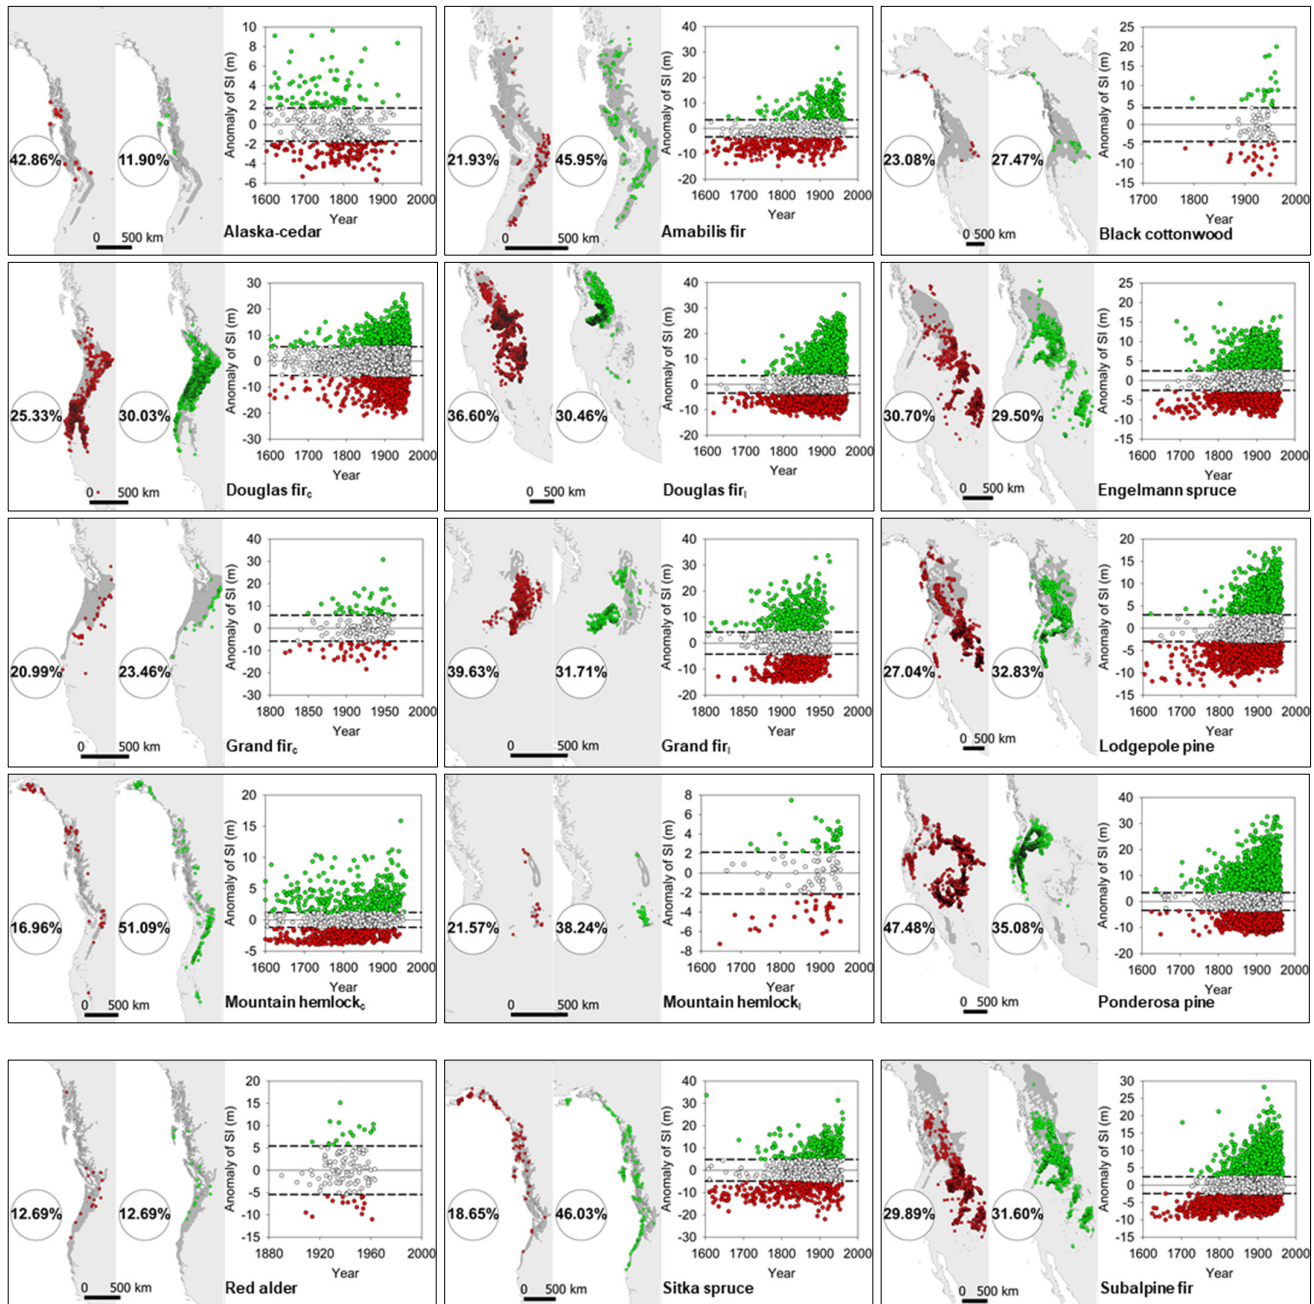 42.86%
11.90%
Anomaly of SI (m)
10
8
6
4
2
0
-2
-4
-6
1600 1700 1800 1900 2000
Year
0 500 km
Alaska-cedar
21.93%
45.95%
Anomaly of SI (m)
60
40
20
0
-20
1600 1700 1800 1900 2000
Year
0 500 km
Amabilis fir
23.08%
27.47%
Anomaly of SI (m)
25
20
15
10
5
0
-5
-10
-15
1700 1800 1900 2000
Year
0 500 km
Black cottonwood
25.33%
30.03%
Anomaly of SI (m)
30
20
10
0
-10
-20
-30
1600 1700 1800 1900 2000
Year
0 500 km
Douglas fir c
36.60%
30.46%
Anomaly of SI (m)
40
30
20
10
0
-10
-20
1600 1700 1800 1900 2000
Year
0 500 km
Douglas fir I
30.70%
29.50%
Anomaly of SI (m)
25
20
15
10
5
0
-5
-10
-15
1600 1700 1800 1900 2000
Year
0 500 km
Engelmann spruce
20.99%
23.46%
Anomaly of SI (m)
40
30
20
10
0
-10
-20
-30
1800 1850 1900 1950 2000
Year
0 500 km
Grand fir c
39.63%
31.71%
Anomaly of SI (m)
40
30
20
10
0
-10
-20
1800 1850 1900 1950 2000
Year
0 500 km
Grand fir I
27.04%
32.83%
Anomaly of SI (m)
20
15
10
5
0
-5
-10
-15
1600 1700 1800 1900 2000
Year
0 500 km
Lodgepole pine
16.96%
51.09%
Anomaly of SI (m)
20
15
10
5
0
-5
1600 1700 1800 1900 2000
Year
0 500 km
Mountain hemlock c
21.57%
38.24%
Anomaly of SI (m)
8
6
4
2
0
-2
-4
-6
-8
1600 1700 1800 1900 2000
Year
0 500 km
Mountain hemlock I
47.48%
35.08%
Anomaly of SI (m)
40
30
20
10
0
-10
-20
1600 1700 1800 1900 2000
Year
0 500 km
Ponderosa pine
12.69%
12.69%
Anomaly of SI (m)
20
15
10
5
0
-5
-10
-15
1880 1920 1960 2000
Year
0 500 km
Red alder
18.65%
46.03%
Anomaly of SI (m)
40
30
20
10
0
-10
-20
-30
1600 1700 1800 1900 2000
Year
0 500 km
Sitka spruce
29.89%
31.60%
Anomaly of SI (m)
30
25
20
15
10
5
0
-5
-10
-15
1600 1700 1800 1900 2000
Year
0 500 km
Subalpine fir